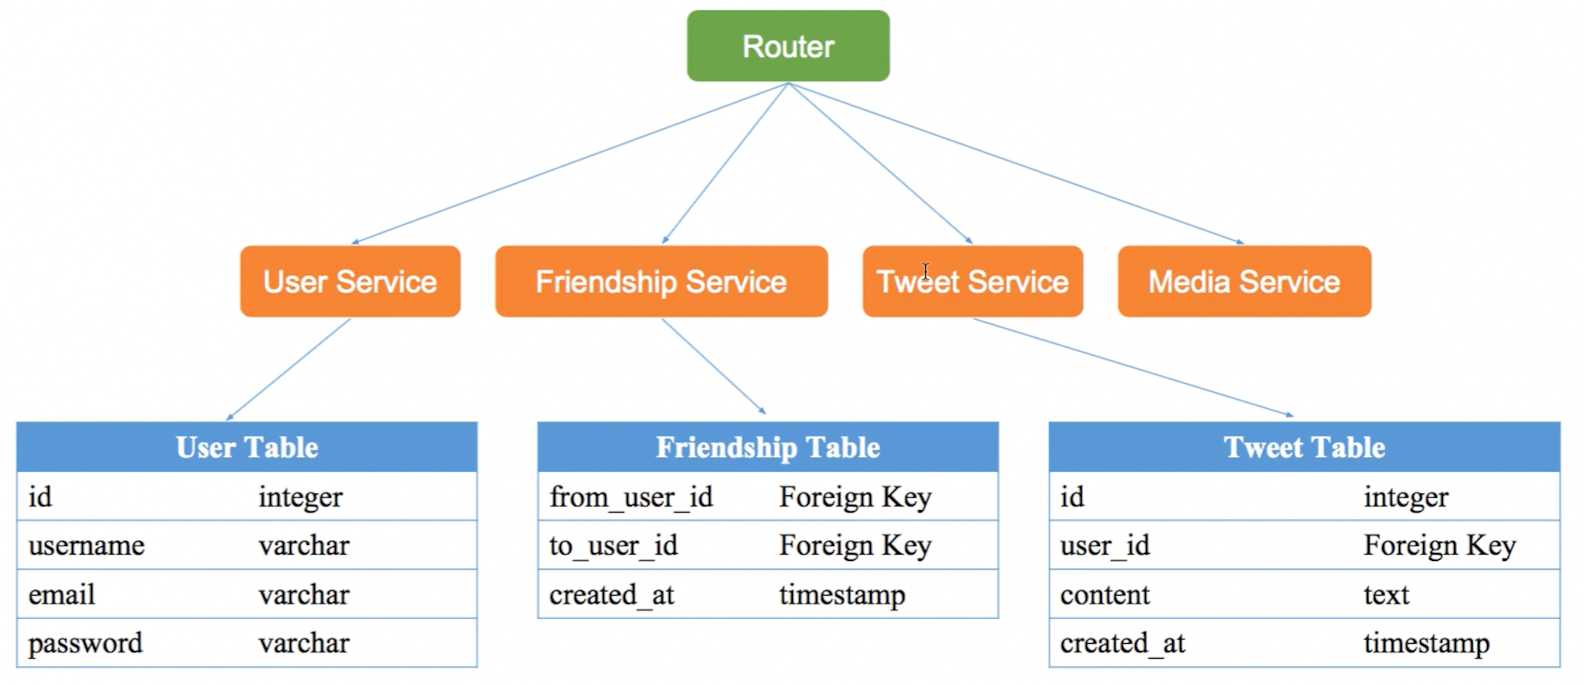 Router
User Service
Friendship Service
Tweet Service
Media Service
User Table
id integer
username varchar
email varchar
password varchar
Friendship Table
from_user_id Foreign Key
to_user_id Foreign Key
created_at timestamp
Tweet Table
id integer
user_id Foreign Key
content text
created_at timestamp